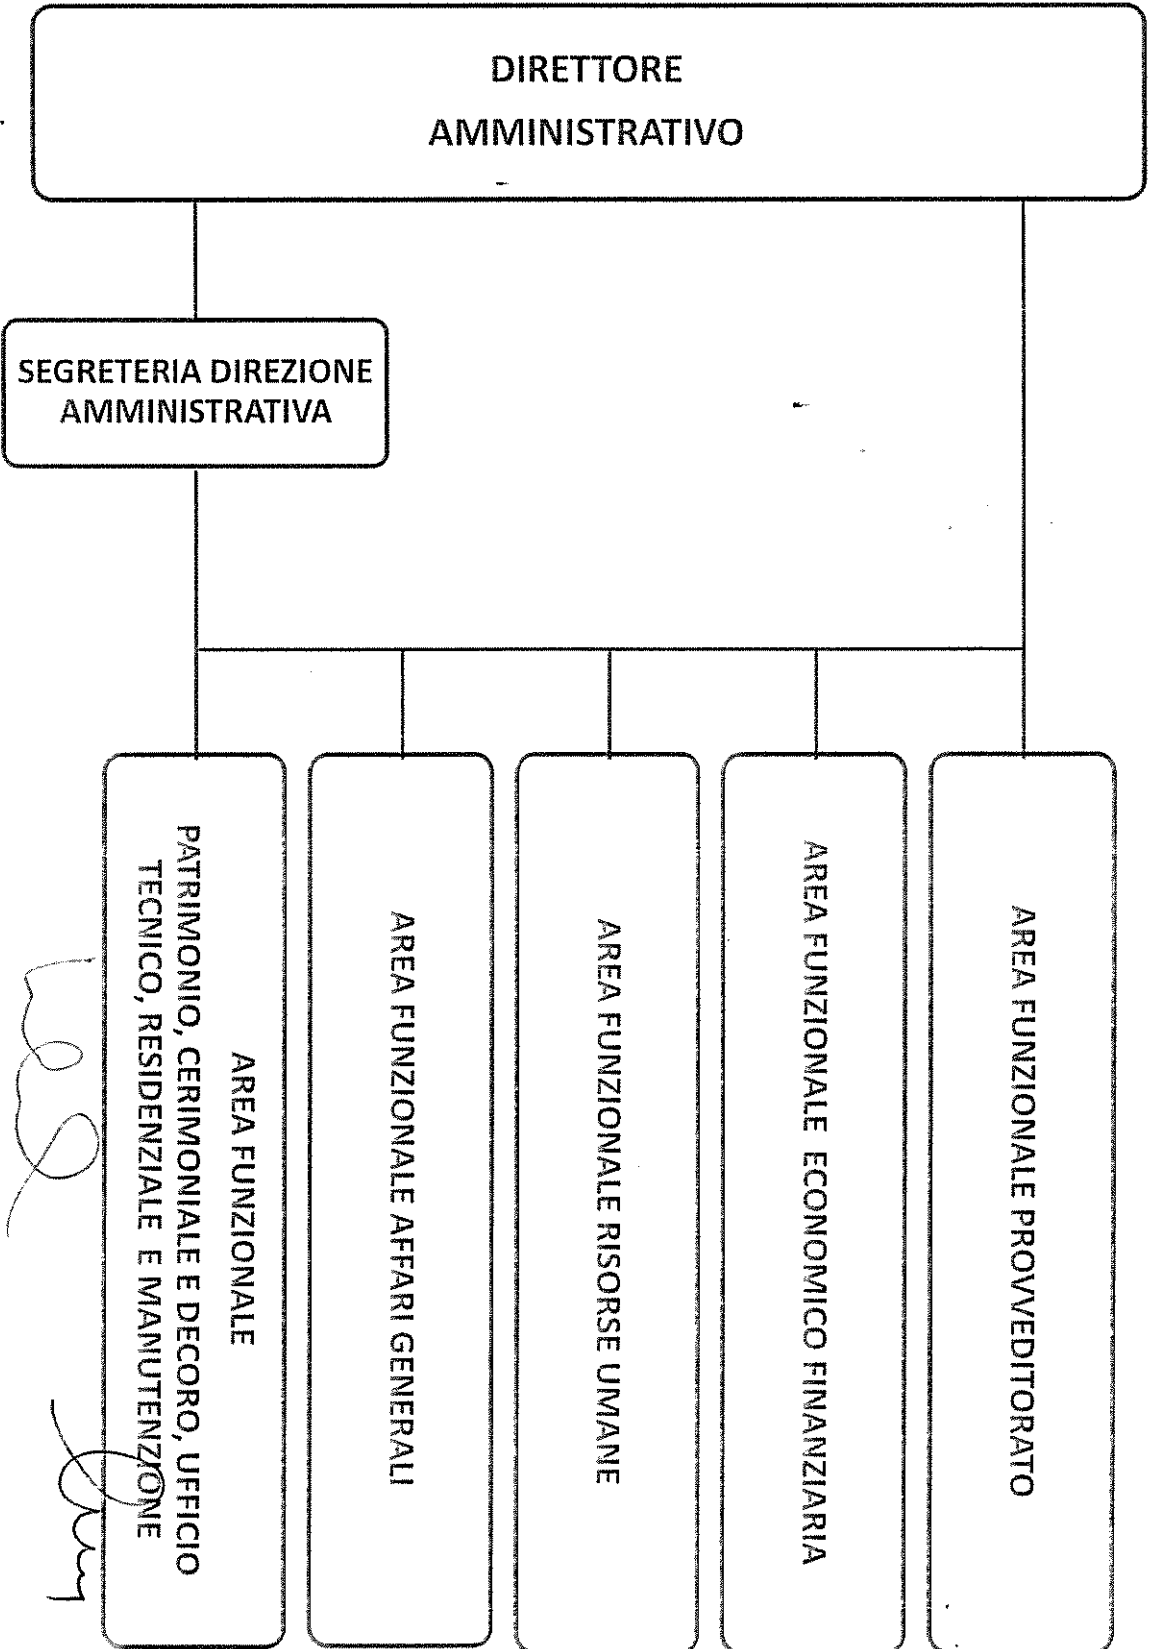 DIRETTORE
AMMINISTRATIVO
SEGRETERIA DIREZIONE
AMMINISTRATIVA
AREA FUNZIONALE
PATRIMONIO, CERIMONIALE E DECORO, UFFICIO
TECNICO, RESIDENZIALE E MANUTENZIONE
AREA FUNZIONALE AFFARI GENERALI
AREA FUNZIONALE RISORSE UMANE
AREA FUNZIONALE ECONOMICO FINANZIARIA
AREA FUNZIONALE PROVVEDITORATO